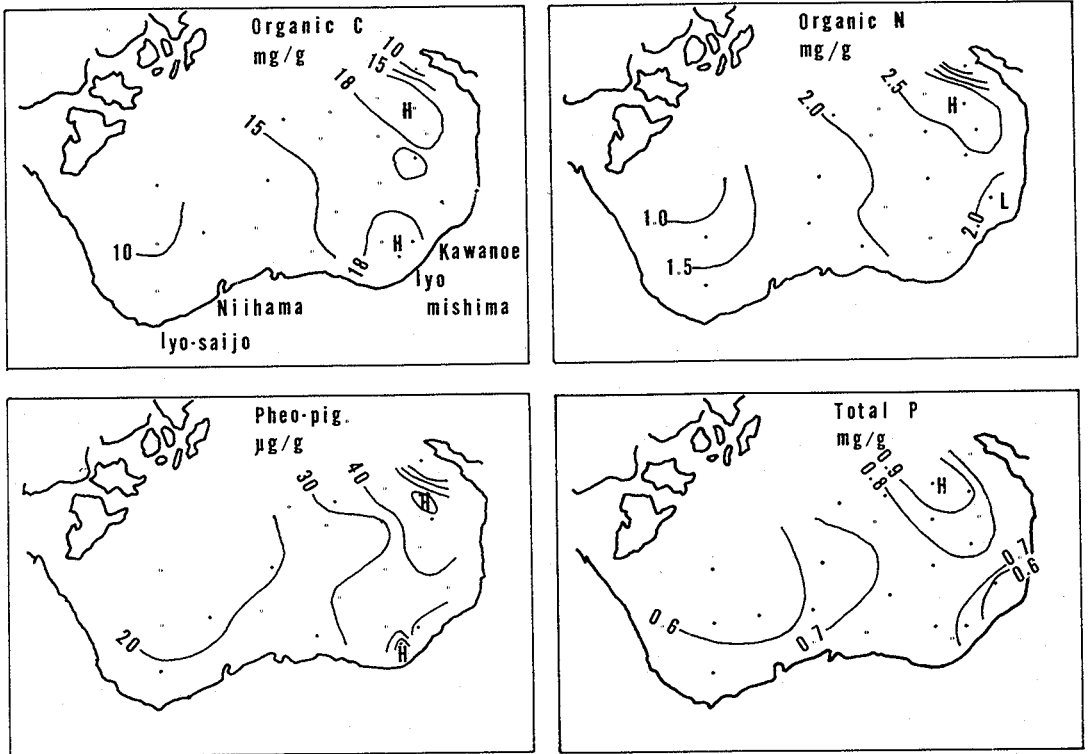 Organic C
mg/g
10
15
18
H
15
10
18
H
Kawanoe
Iyo
mishima
Niihama
Iyo-saijo
Organic N
mg/g
2.5
2.0
H
L
2.0
1.0
1.5
Pheo-pig.
µg/g
30
40
H
20
H
Total P
mg/g
0.9
0.8
H
0.7
0.6
0.6
0.7